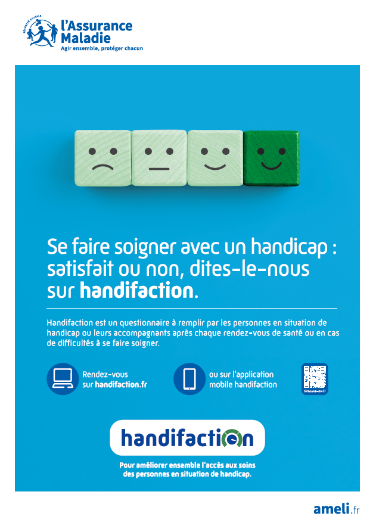 l'Assurance
Maladie
Agir ensemble, protéger chacun
Se faire soigner avec un handicap :
satisfait ou non, dites-le-nous
sur handifaction.
Handifaction est un questionnaire à remplir par les personnes en situation de
handicap ou leurs accompagnants après chaque rendez-vous de santé ou en cas
de difficultés à se faire soigner.
Rendez-vous
sur handifaction.fr
ou sur l'application
mobile handifaction
handifaction
Pour améliorer ensemble l'accès aux soins
des personnes en situation de handicap.
ameli.fr